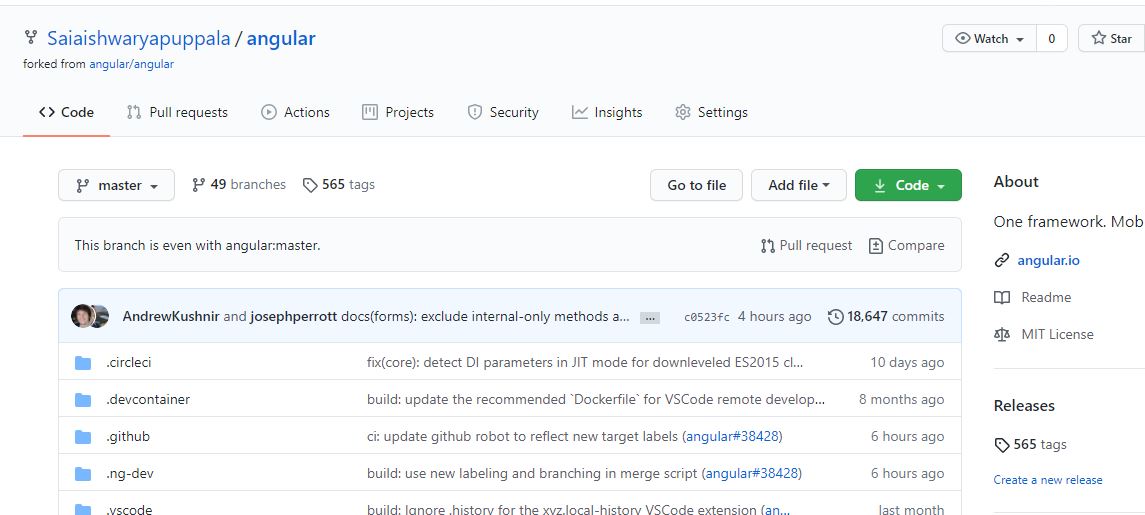 Saiaishwaryapuppala / angular
Watch 0 Star
forked from angular/angular
Code Pull requests Actions Projects Security Insights Settings
master 49 branches 565 tags Go to file Add file Code
About
One framework. Mob
This branch is even with angular:master. Pull request Compare
angular.io
Readme
AndrewKushnir and josephperrott docs(forms): exclude internal-only methods a... ... c0523fc 4 hours ago 18,647 commits
MIT License
.circleci fix(core): detect DI parameters in JIT mode for downleveled ES2015 cl... 10 days ago
.devcontainer build: update the recommended `Dockerfile` for VSCode remote develop... 8 months ago
Releases
.github ci: update github robot to reflect new target labels (angular#38428) 6 hours ago
565 tags
.ng-dev build: use new labeling and branching in merge script (angular#38428) 6 hours ago
Create a new release
.vscode build: Ignore .history for the xyz.local-history VSCode extension (an... last month